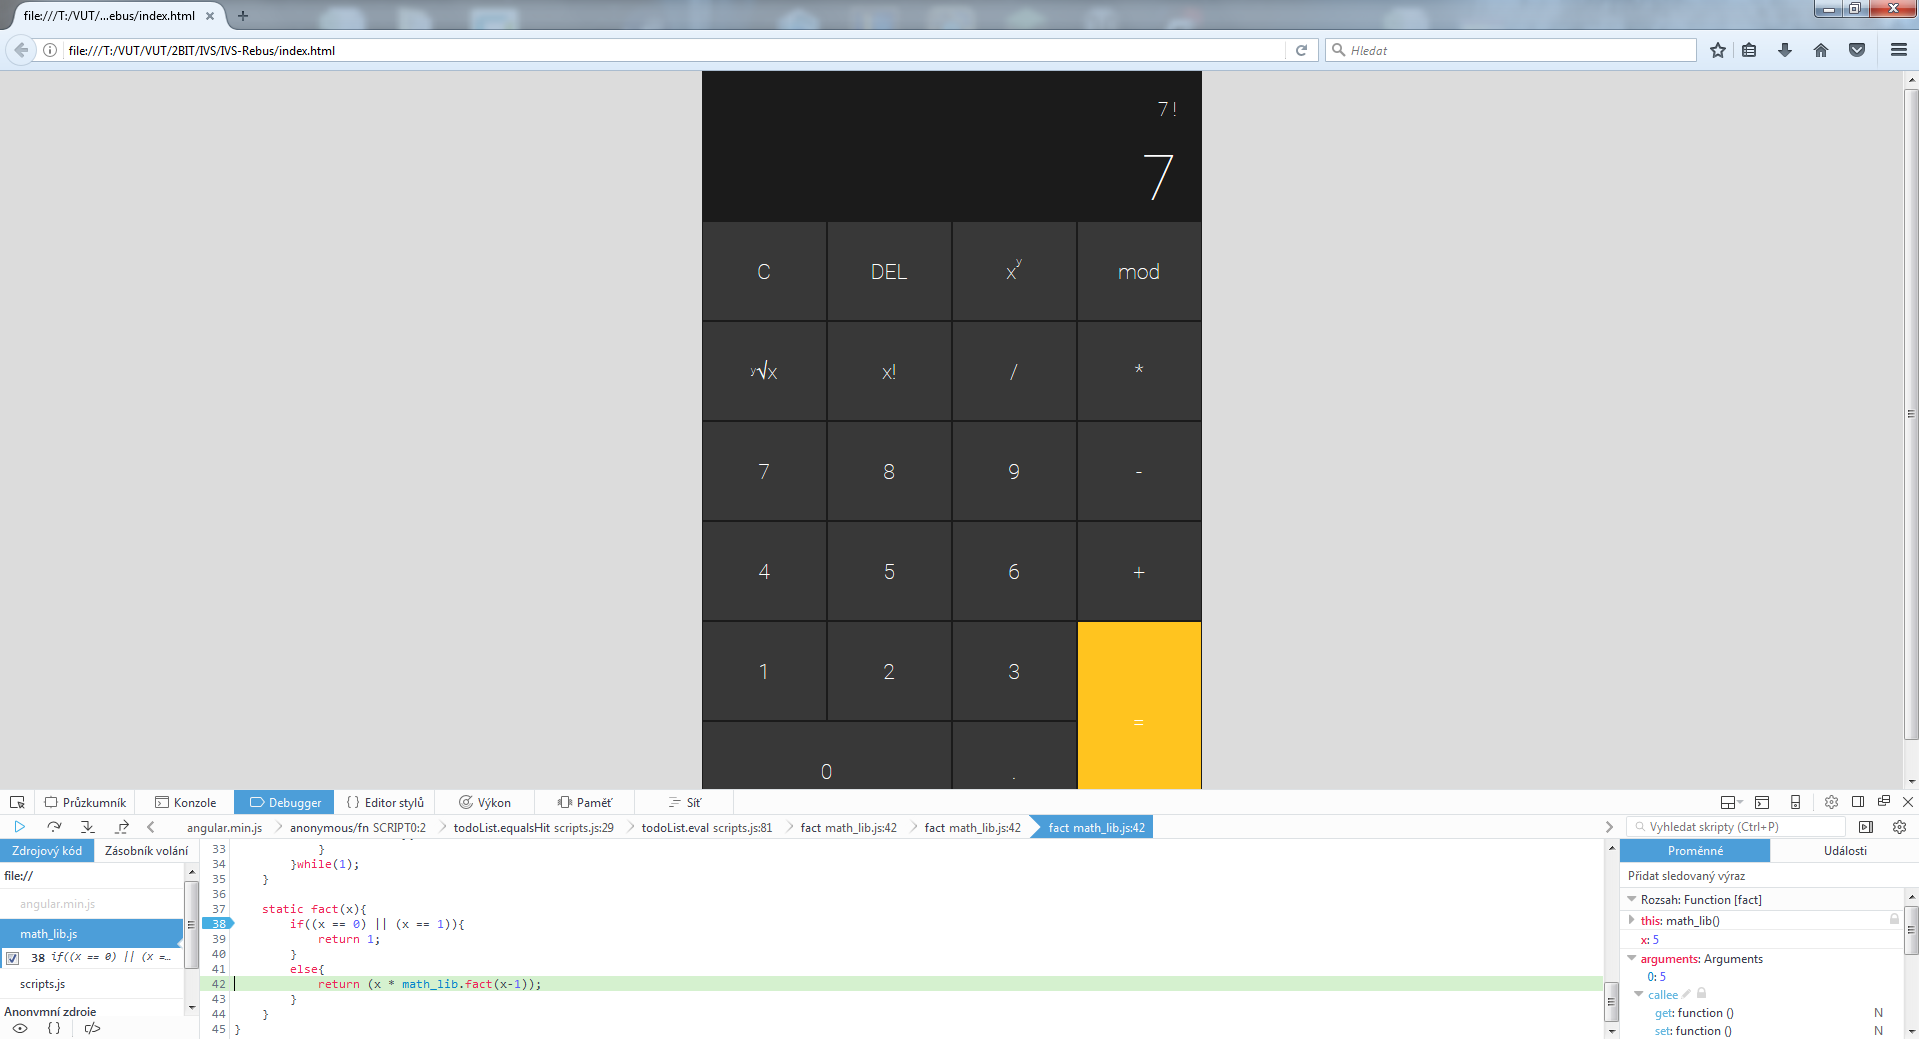 file:///T:/VUT/...ebus/index.html
file:///T:/VUT/VUT/2BIT/IVS/IVS-Rebus/index.html
Hledat
7!
7
C DEL xʸ mod
ʸ√x x! / *
7 8 9 -
4 5 6 +
1 2 3 =
0 .
Průzkumník Konzole Debugger { } Editor stylů Výkon Paměť Síť
angular.min.js anonymous/fn SCRIPT0:2 todoList.equalsHit scripts.js:29 todoList.eval scripts.js:81 fact math_lib.js:42 fact math_lib.js:42 fact math_lib.js:42
Vyhledat skripty (Ctrl+P)
Zdrojový kód Zásobník volání
file://
angular.min.js
math_lib.js
38 if((x == 0) || (x =…
scripts.js
Anonymní zdroje
{ }
33 }
34 }while(1);
35 }
36
37 static fact(x){
38 if((x == 0) || (x == 1)){
39 return 1;
40 }
41 else{
42 return (x * math_lib.fact(x-1));
43 }
44 }
45 }
Proměnné Události
Přidat sledovaný výraz
Rozsah: Function [fact]
this: math_lib()
x: 5
arguments: Arguments
0: 5
callee
get: function () N
set: function () N